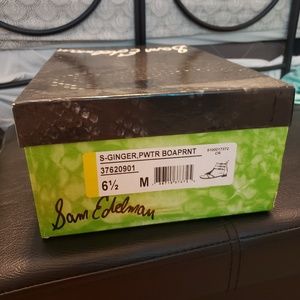 Sam Edelman
S-GINGER,PWTR BOAPRNT
37620901
6½ M
Sam Edelman